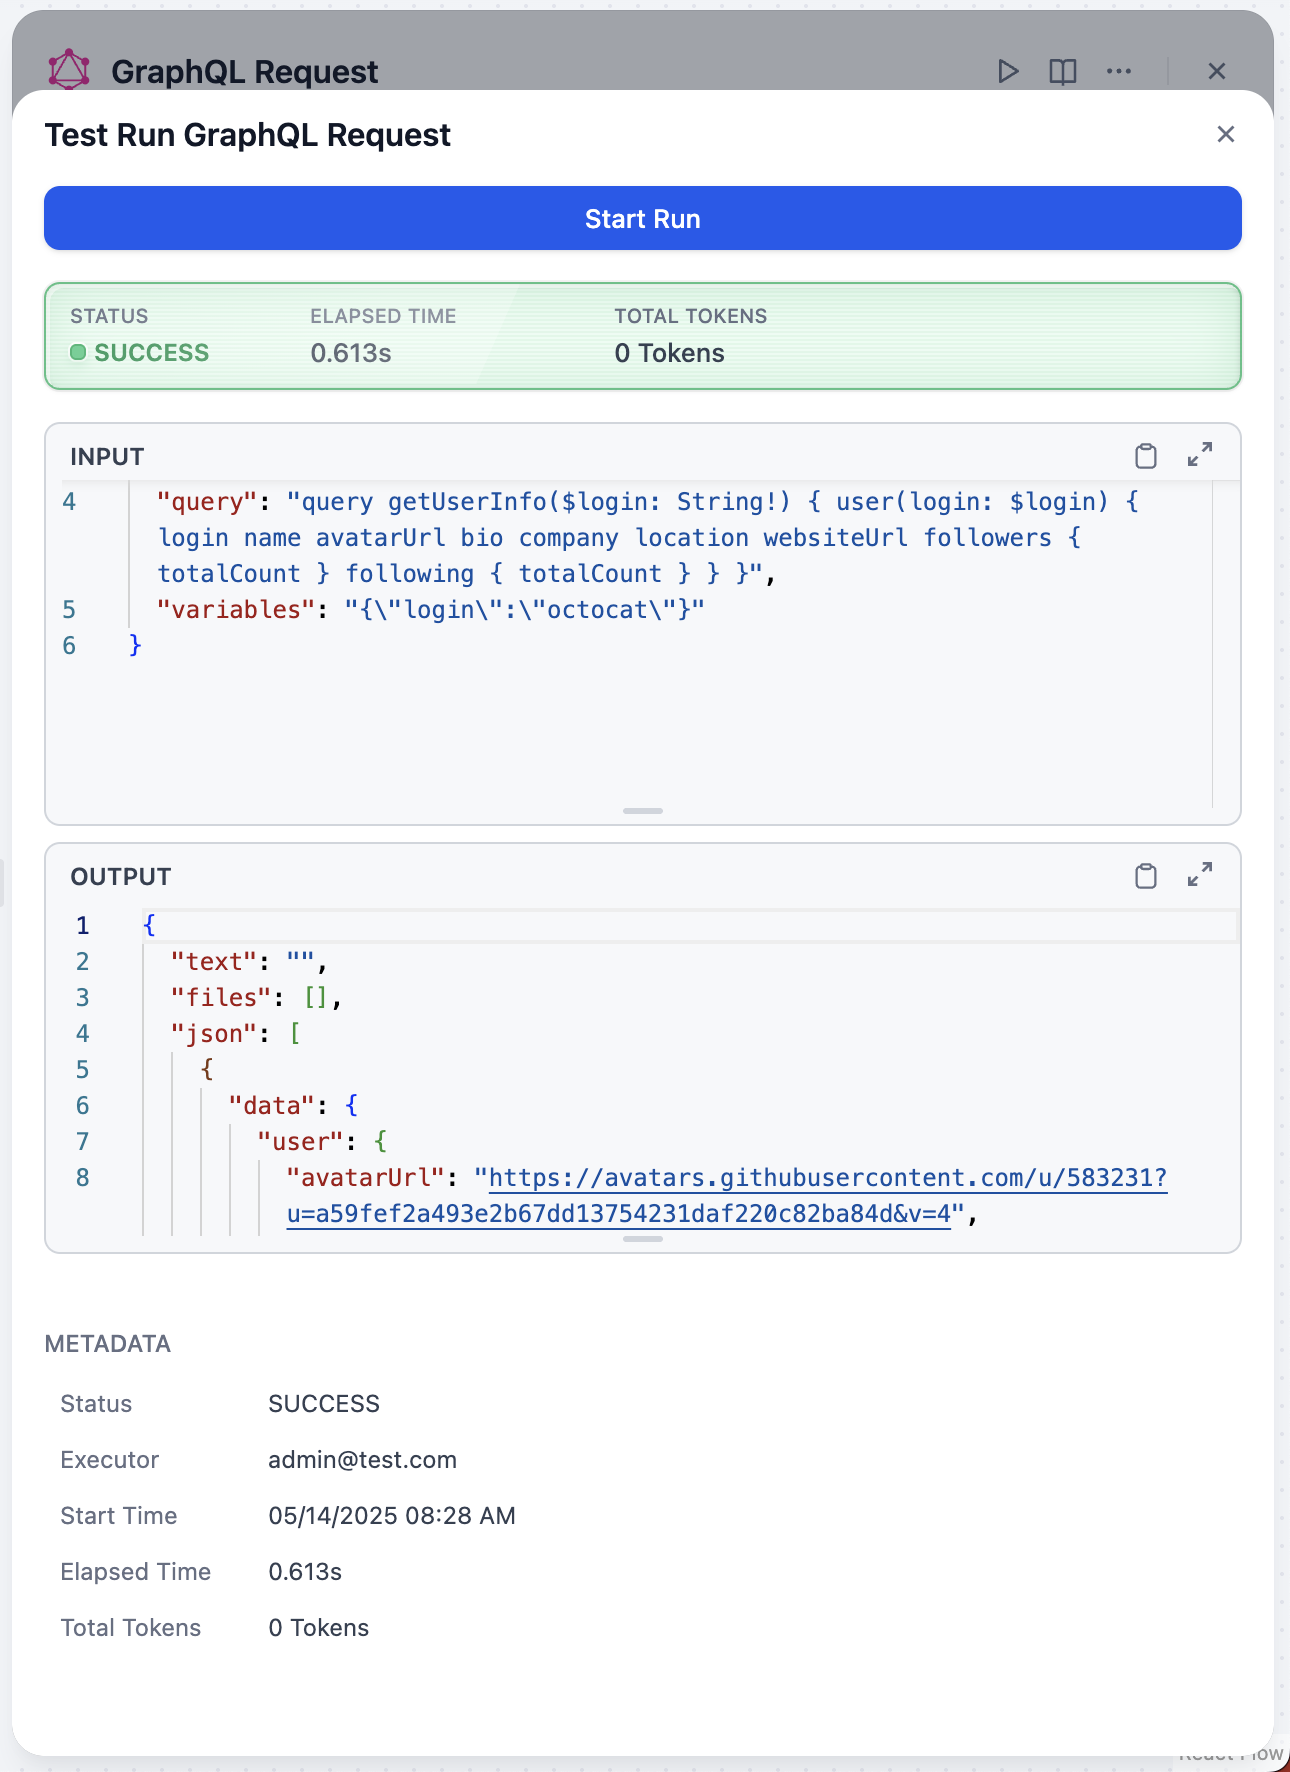 GraphQL Request
Test Run GraphQL Request
Start Run
STATUS ELAPSED TIME TOTAL TOKENS
SUCCESS 0.613s 0 Tokens
INPUT
4 "query": "query getUserInfo($login: String!) { user(login: $login) {
login name avatarUrl bio company location websiteUrl followers {
totalCount } following { totalCount } } }",
5 "variables": "{\"login\":\"octocat\"}"
6 }
OUTPUT
1 {
2 "text": "",
3 "files": [],
4 "json": [
5 {
6 "data": {
7 "user": {
8 "avatarUrl": "https://avatars.githubusercontent.com/u/583231?
u=a59fef2a493e2b67dd13754231daf220c82ba84d&v=4",
METADATA
Status SUCCESS
Executor admin@test.com
Start Time 05/14/2025 08:28 AM
Elapsed Time 0.613s
Total Tokens 0 Tokens
React Flow